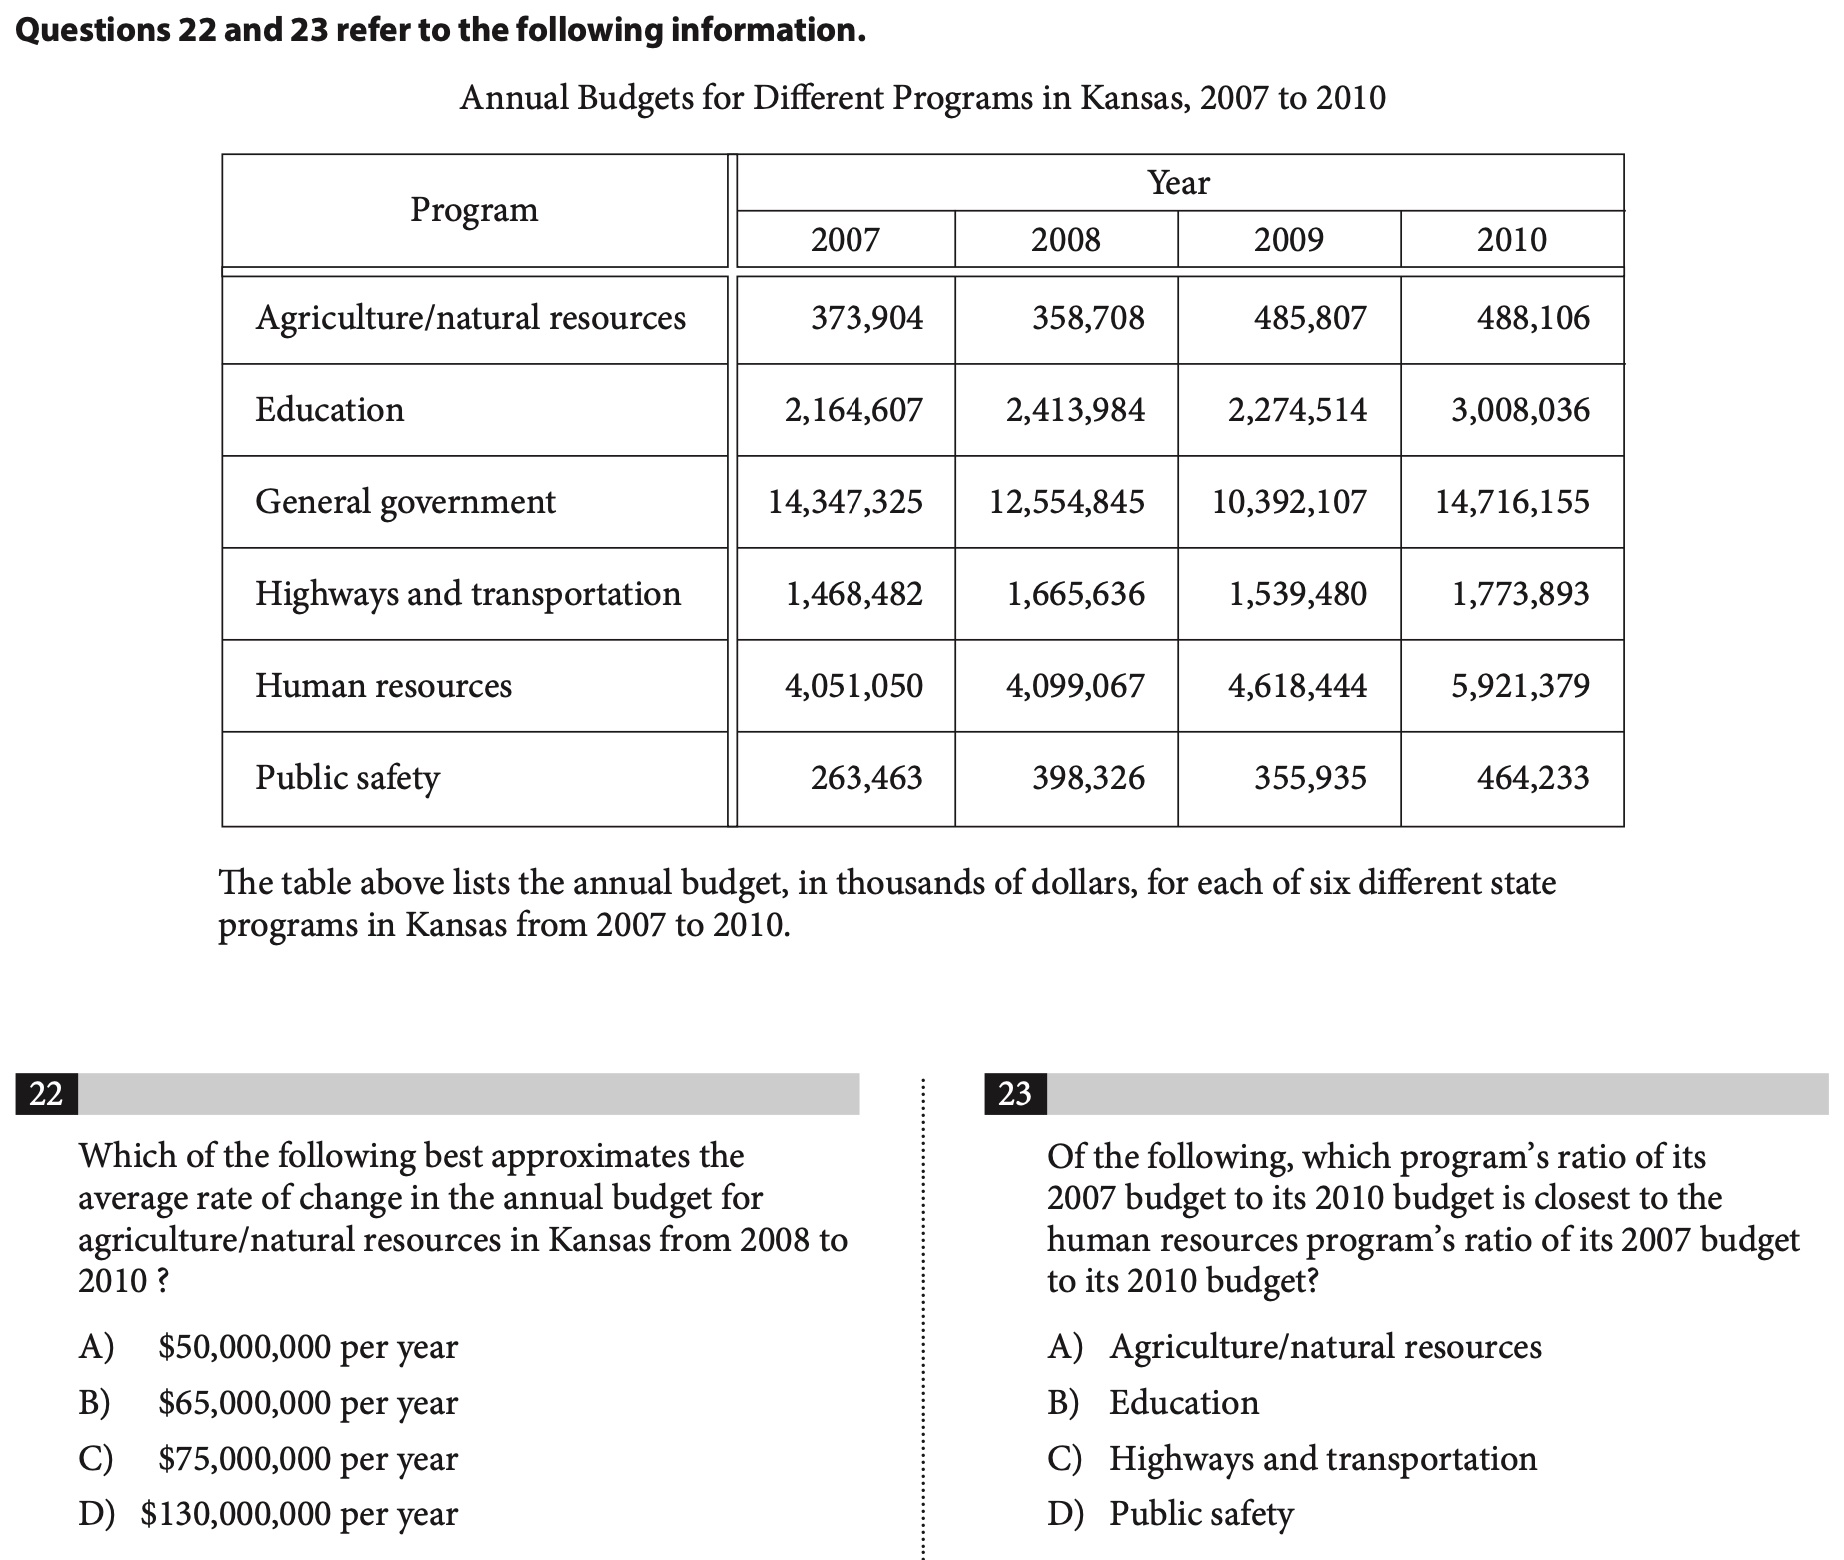 Questions 22 and 23 refer to the following information.
Annual Budgets for Different Programs in Kansas, 2007 to 2010
Program
Year
2007 2008 2009 2010
Agriculture/natural resources 373,904 358,708 485,807 488,106
Education 2,164,607 2,413,984 2,274,514 3,008,036
General government 14,347,325 12,554,845 10,392,107 14,716,155
Highways and transportation 1,468,482 1,665,636 1,539,480 1,773,893
Human resources 4,051,050 4,099,067 4,618,444 5,921,379
Public safety 263,463 398,326 355,935 464,233
The table above lists the annual budget, in thousands of dollars, for each of six different state
programs in Kansas from 2007 to 2010.
22
Which of the following best approximates the
average rate of change in the annual budget for
agriculture/natural resources in Kansas from 2008 to
2010 ?
A) $50,000,000 per year
B) $65,000,000 per year
C) $75,000,000 per year
D) $130,000,000 per year
23
Of the following, which program’s ratio of its
2007 budget to its 2010 budget is closest to the
human resources program’s ratio of its 2007 budget
to its 2010 budget?
A) Agriculture/natural resources
B) Education
C) Highways and transportation
D) Public safety